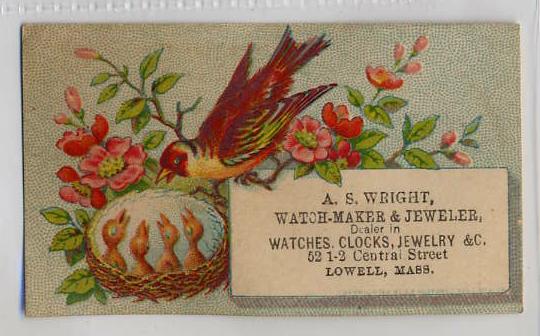 A. S. WRIGHT,
WATCH-MAKER & JEWELER,
Dealer in
WATCHES. CLOCKS, JEWELRY &C.
52 1-2 Central Street
LOWELL, MASS.